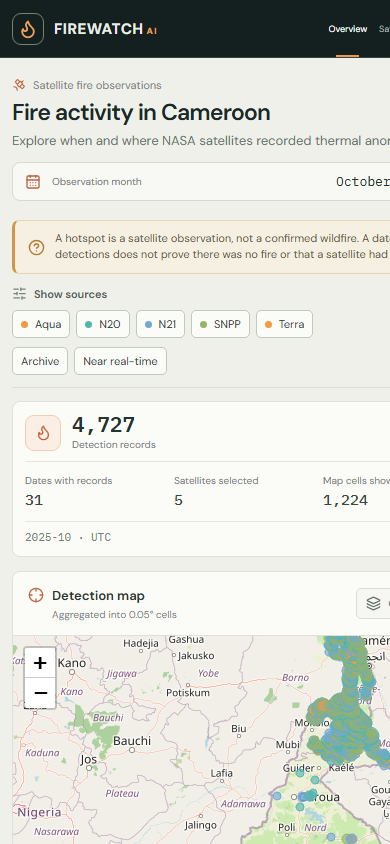 FIREWATCH AI
Overview
Fire activity in Cameroon
Satellite fire observations
Explore when and where NASA satellites recorded thermal
Observation month
October
A hotspot is a satellite observation, not a confirmed wildfire. A
detections does not prove there was no fire or that a satellite had
Show sources
Aqua
N20
N21
SNPP
Terra
Archive
Near real-time
4,727
Detection records
Dates with records
Satellites selected
Map cells
31
5
1,224
2025-10 · UTC
Detection map
Aggregated into 0.05° cells
+
−
Hadejia
Gashua
Kano
Jakusko
Jigawa
Yobe
Borno
Potiskum
Kano
Bauchi
Biu
Bauchi
Mubi
Kaduna
Jos
Lafia
Guider
Kaélé
Plateau
Adamawa
Nigeria
Jalingo
Poli
Nord
Nasarawa